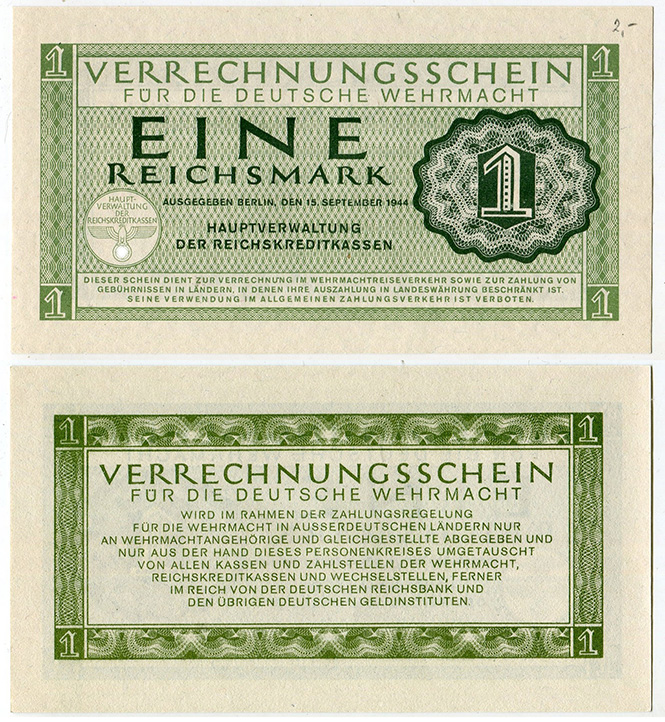 2,-
1 1
VERRECHNUNGSSCHEIN
FÜR DIE DEUTSCHE WEHRMACHT
EINE
REICHSMARK
1
AUSGEGEBEN BERLIN, DEN 15. SEPTEMBER 1944
HAUPT-
VERWALTUNG
DER
REICHSKREDITKASSEN
HAUPTVERWALTUNG
DER REICHSKREDITKASSEN
DIESER SCHEIN DIENT ZUR VERRECHNUNG IM WEHRMACHTREISEVERKEHR SOWIE ZUR ZAHLUNG VON
GEBÜHRNISSEN IN LÄNDERN, IN DENEN IHRE AUSZAHLUNG IN LANDESWÄHRUNG BESCHRÄNKT IST.
SEINE VERWENDUNG IM ALLGEMEINEN ZAHLUNGSVERKEHR IST VERBOTEN.
1 1
1 1
VERRECHNUNGSSCHEIN
FÜR DIE DEUTSCHE WEHRMACHT
WIRD IM RAHMEN DER ZAHLUNGSREGELUNG
FÜR DIE WEHRMACHT IN AUSSERDEUTSCHEN LÄNDERN NUR
AN WEHRMACHTANGEHÖRIGE UND GLEICHGESTELLTE ABGEGEBEN UND
NUR AUS DER HAND DIESES PERSONENKREISES UMGETAUSCHT
VON ALLEN KASSEN UND ZAHLSTELLEN DER WEHRMACHT,
REICHSKREDITKASSEN UND WECHSELSTELLEN, FERNER
IM REICH VON DER DEUTSCHEN REICHSBANK UND
DEN ÜBRIGEN DEUTSCHEN GELDINSTITUTEN.
1 1